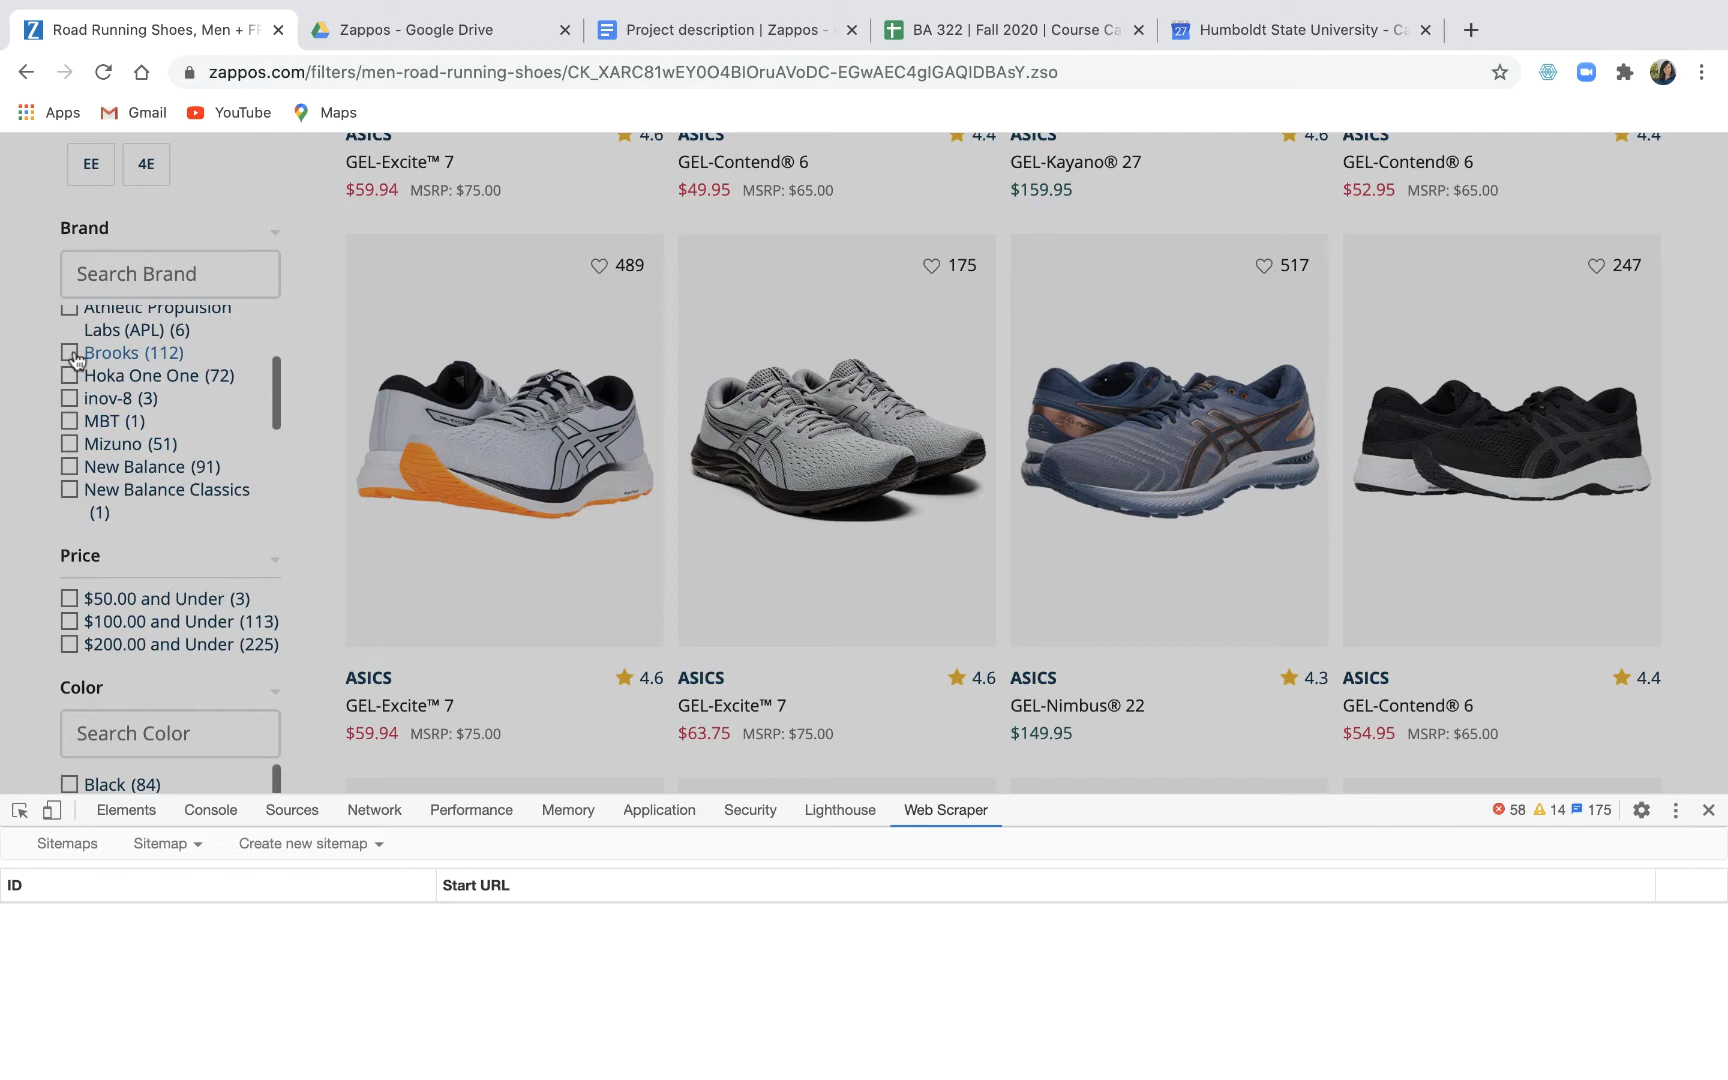 Road Running Shoes, Men + FR
Zappos - Google Drive
Project description | Zappos -
BA 322 | Fall 2020 | Course Ca
27
Humboldt State University - Ca
zappos.com/filters/men-road-running-shoes/CK_XARC81wEY0O4BIOruAVoDC-EGwAEC4gIGAQIDBAsY.zso
Apps
Gmail
YouTube
Maps
EE
4E
Brand
Search Brand
Athletic Propulsion
Labs (APL) (6)
Brooks (112)
Hoka One One (72)
inov-8 (3)
MBT (1)
Mizuno (51)
New Balance (91)
New Balance Classics
(1)
Price
$50.00 and Under (3)
$100.00 and Under (113)
$200.00 and Under (225)
Color
Search Color
Black (84)
ASICS 4.6 ASICS 4.4 ASICS 4.6 ASICS 4.4
GEL-Excite™ 7 GEL-Contend® 6 GEL-Kayano® 27 GEL-Contend® 6
$59.94 MSRP: $75.00 $49.95 MSRP: $65.00 $159.95 $52.95 MSRP: $65.00
489 175 517 247
ASICS 4.6 ASICS 4.6 ASICS 4.3 ASICS 4.4
GEL-Excite™ 7 GEL-Excite™ 7 GEL-Nimbus® 22 GEL-Contend® 6
$59.94 MSRP: $75.00 $63.75 MSRP: $75.00 $149.95 $54.95 MSRP: $65.00
Elements Console Sources Network Performance Memory Application Security Lighthouse Web Scraper 58 14 175
Sitemaps Sitemap Create new sitemap
ID Start URL